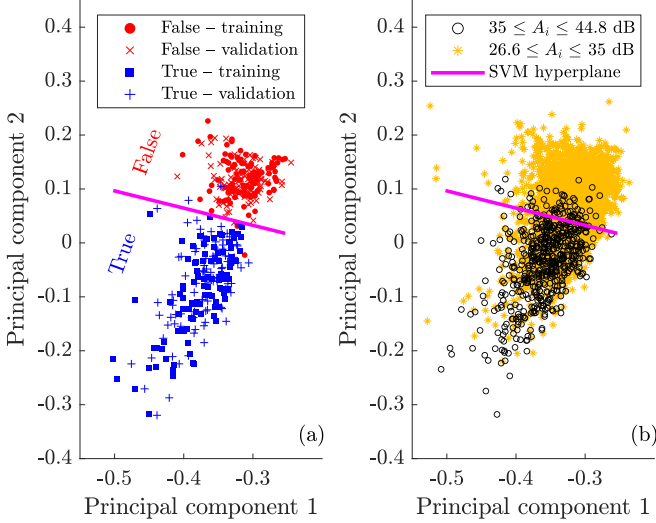 False – training
False – validation
True – training
True – validation
False
True
(a)
0.4
0.3
0.2
0.1
0
-0.1
-0.2
-0.3
-0.4
-0.5
-0.4
-0.3
Principal component 1
Principal component 2
35 ≤ A_i ≤ 44.8 dB
26.6 ≤ A_i ≤ 35 dB
SVM hyperplane
(b)
0.4
0.3
0.2
0.1
0
-0.1
-0.2
-0.3
-0.4
-0.5
-0.4
-0.3
Principal component 1
Principal component 2